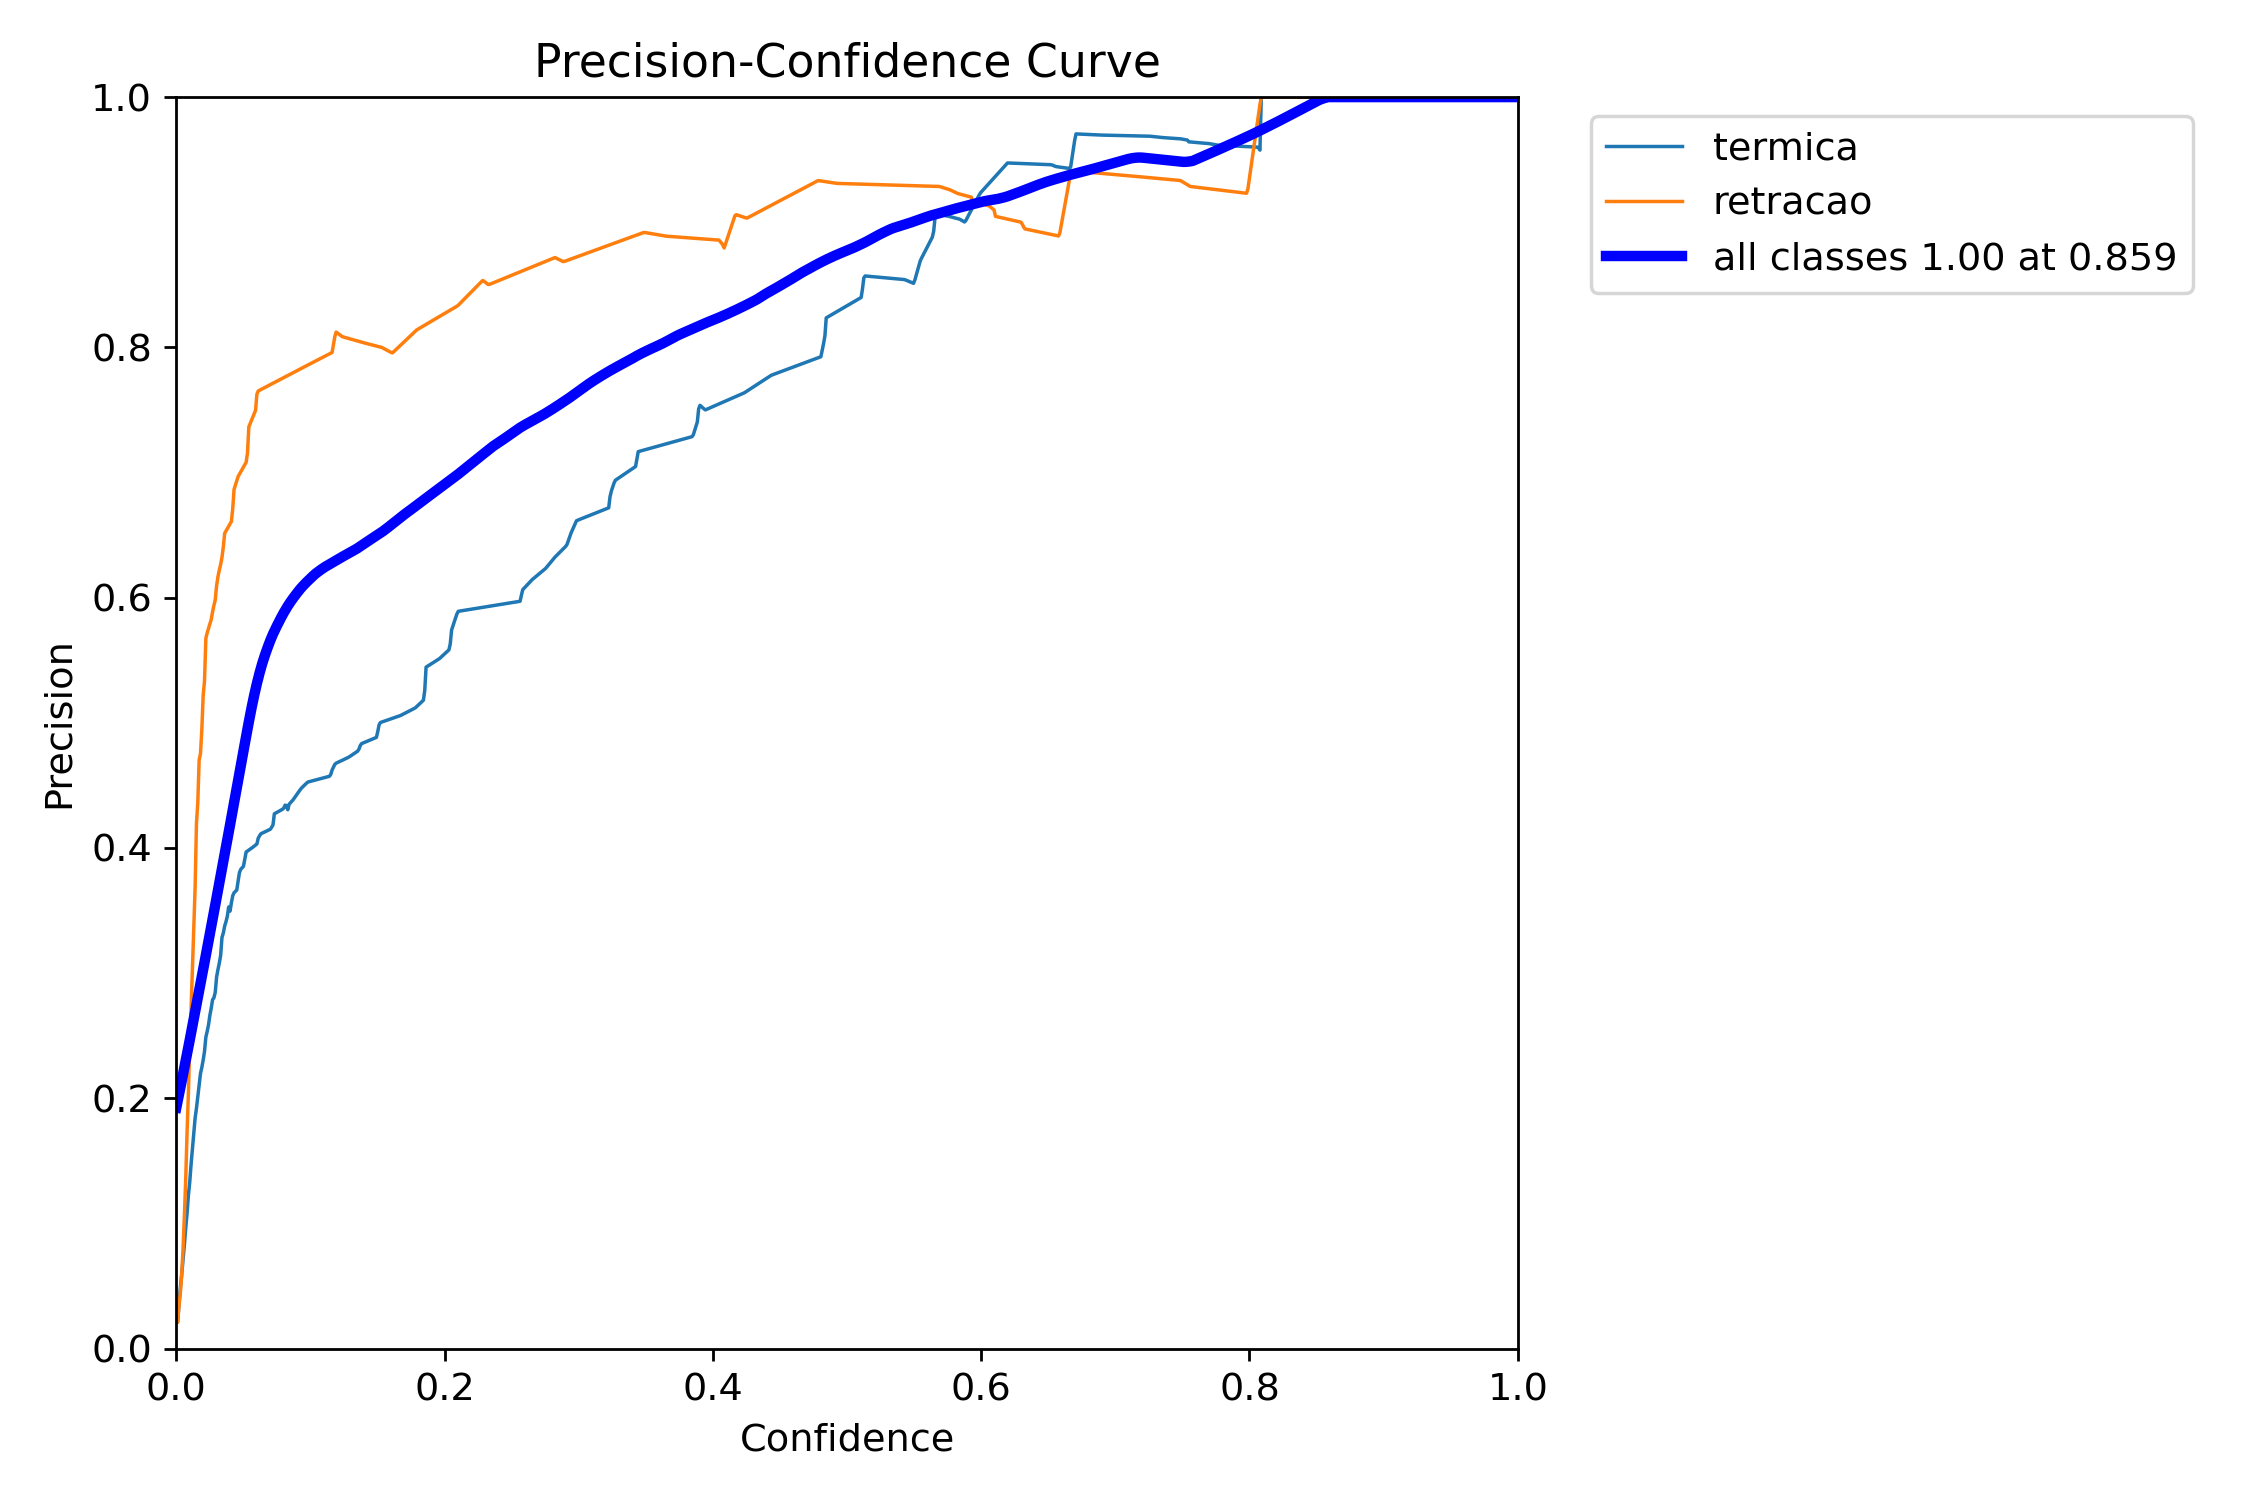 Precision-Confidence Curve
1.0
0.8
0.6
0.4
0.2
0.0
Precision
0.0 0.2 0.4 0.6 0.8 1.0
Confidence
termica
retracao
all classes 1.00 at 0.859